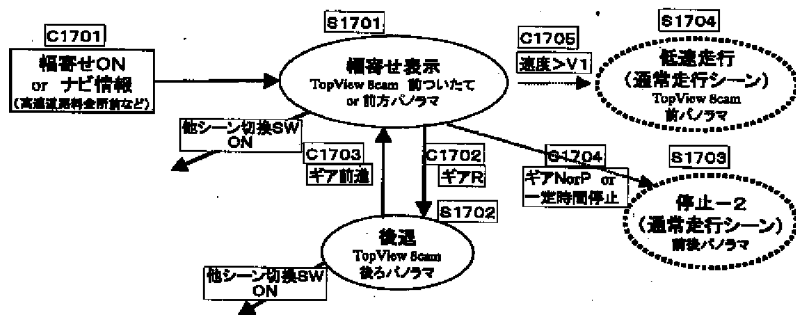 C1701
幅寄せON
or ナビ情報
(高速道路料金所前など)
S1701
幅寄せ表示
TopView 8cam 前ついたて
or 前方パノラマ
C1705
速度>V1
S1704
低速走行
(通常走行シーン)
TopView 8cam
前パノラマ
他シーン切換SW
ON
C1703
ギア前進
C1702
ギアR
S1704
ギアNorP or
一定時間停止
S1703
停止-2
(通常走行シーン)
前後パノラマ
S1702
後退
TopView 8cam
後ろパノラマ
他シーン切換SW
ON